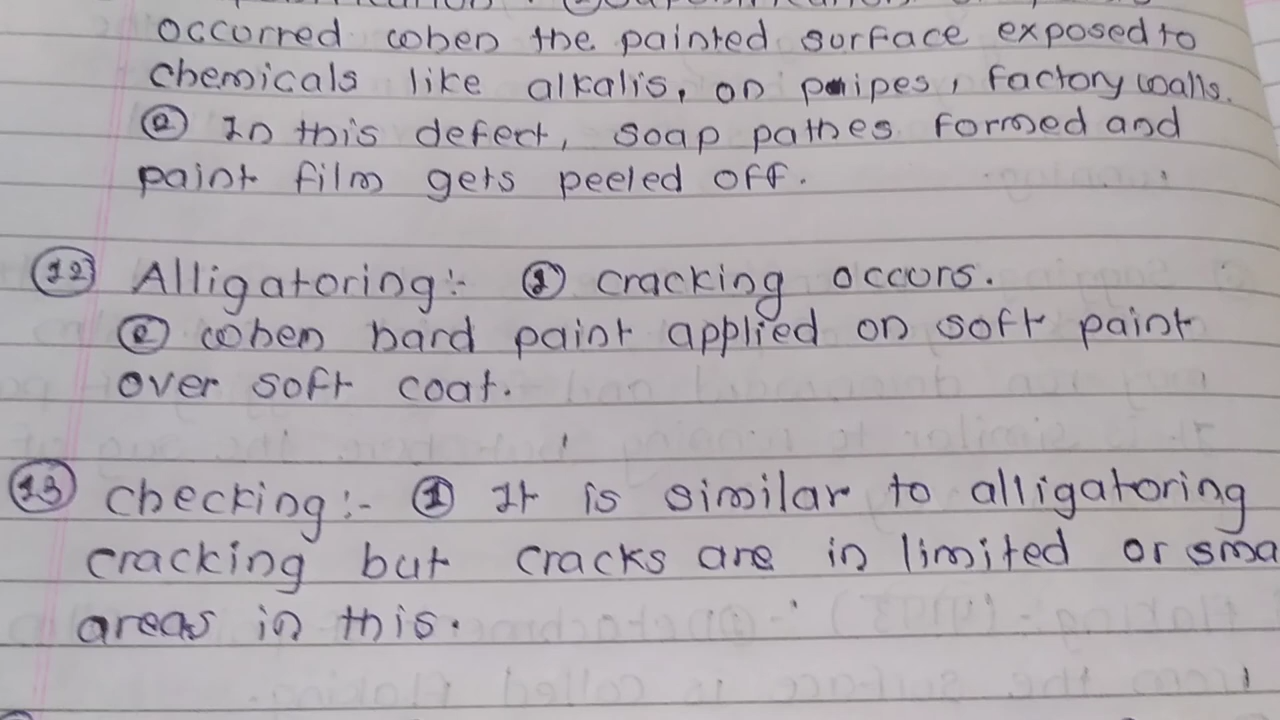 occurred when the painted surface exposed to
chemicals like alkalis, on pipes, factory walls.
② In this defect, soap pathes formed and
paint film gets peeled off.
⑫ Alligatoring:- ① cracking occurs.
② when hard paint applied on soft paint
over soft coat.
⑬ checking:- ① It is similar to alligatoring
cracking but cracks are in limited or sma
areas in this.